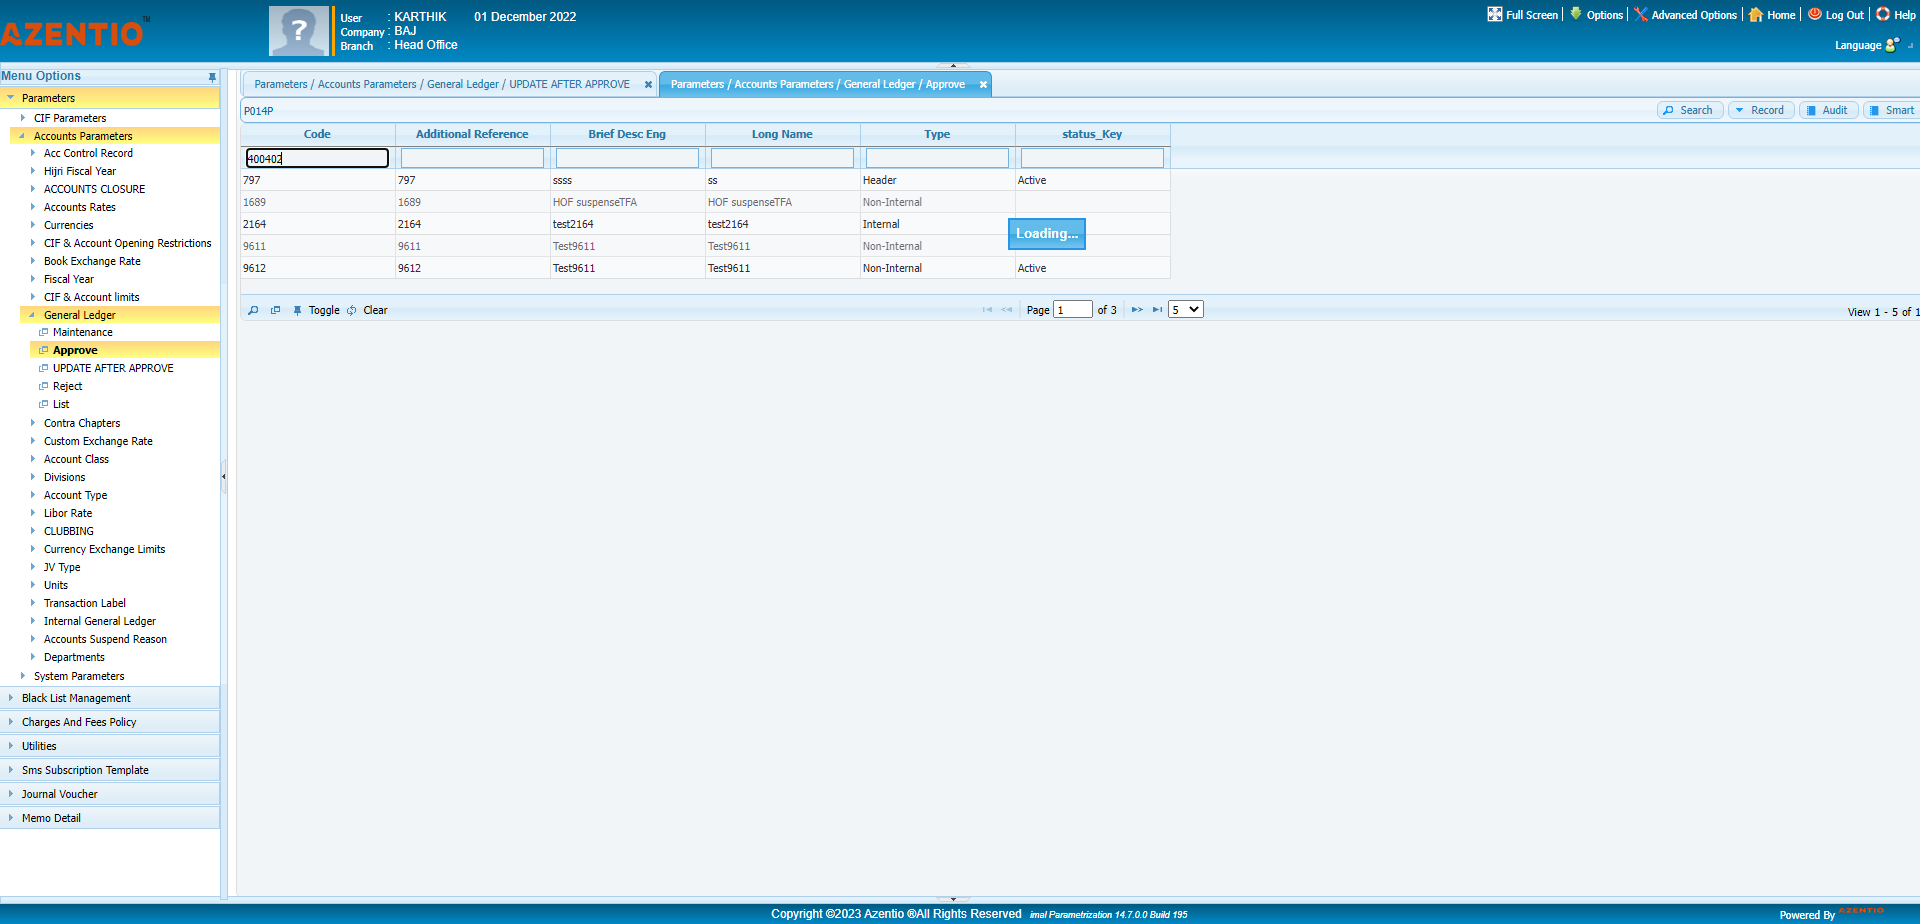 AZENTIO™
User : KARTHIK 01 December 2022
Company : BAJ
Branch : Head Office
Full Screen Options Advanced Options Home Log Out Help
Language
Menu Options
Parameters
CIF Parameters
Accounts Parameters
Acc Control Record
Hijri Fiscal Year
ACCOUNTS CLOSURE
Accounts Rates
Currencies
CIF & Account Opening Restrictions
Book Exchange Rate
Fiscal Year
CIF & Account limits
General Ledger
Maintenance
Approve
UPDATE AFTER APPROVE
Reject
List
Contra Chapters
Custom Exchange Rate
Account Class
Divisions
Account Type
Libor Rate
CLUBBING
Currency Exchange Limits
JV Type
Units
Transaction Label
Internal General Ledger
Accounts Suspend Reason
Departments
System Parameters
Black List Management
Charges And Fees Policy
Utilities
Sms Subscription Template
Journal Voucher
Memo Detail
Parameters / Accounts Parameters / General Ledger / UPDATE AFTER APPROVE
Parameters / Accounts Parameters / General Ledger / Approve
P014P
Search Record Audit Smart
Code Additional Reference Brief Desc Eng Long Name Type status_Key
400402
797 797 ssss ss Header Active
1689 1689 HOF suspenseTFA HOF suspenseTFA Non-Internal
2164 2164 test2164 test2164 Internal
Loading...
9611 9611 Test9611 Test9611 Non-Internal
9612 9612 Test9611 Test9611 Non-Internal Active
Toggle Clear
Page 1 of 3 5
View 1 - 5 of 1
Copyright ©2023 Azentio ®All Rights Reserved imal Parametrization 14.7.0.0 Build 195
Powered By AZENTIO